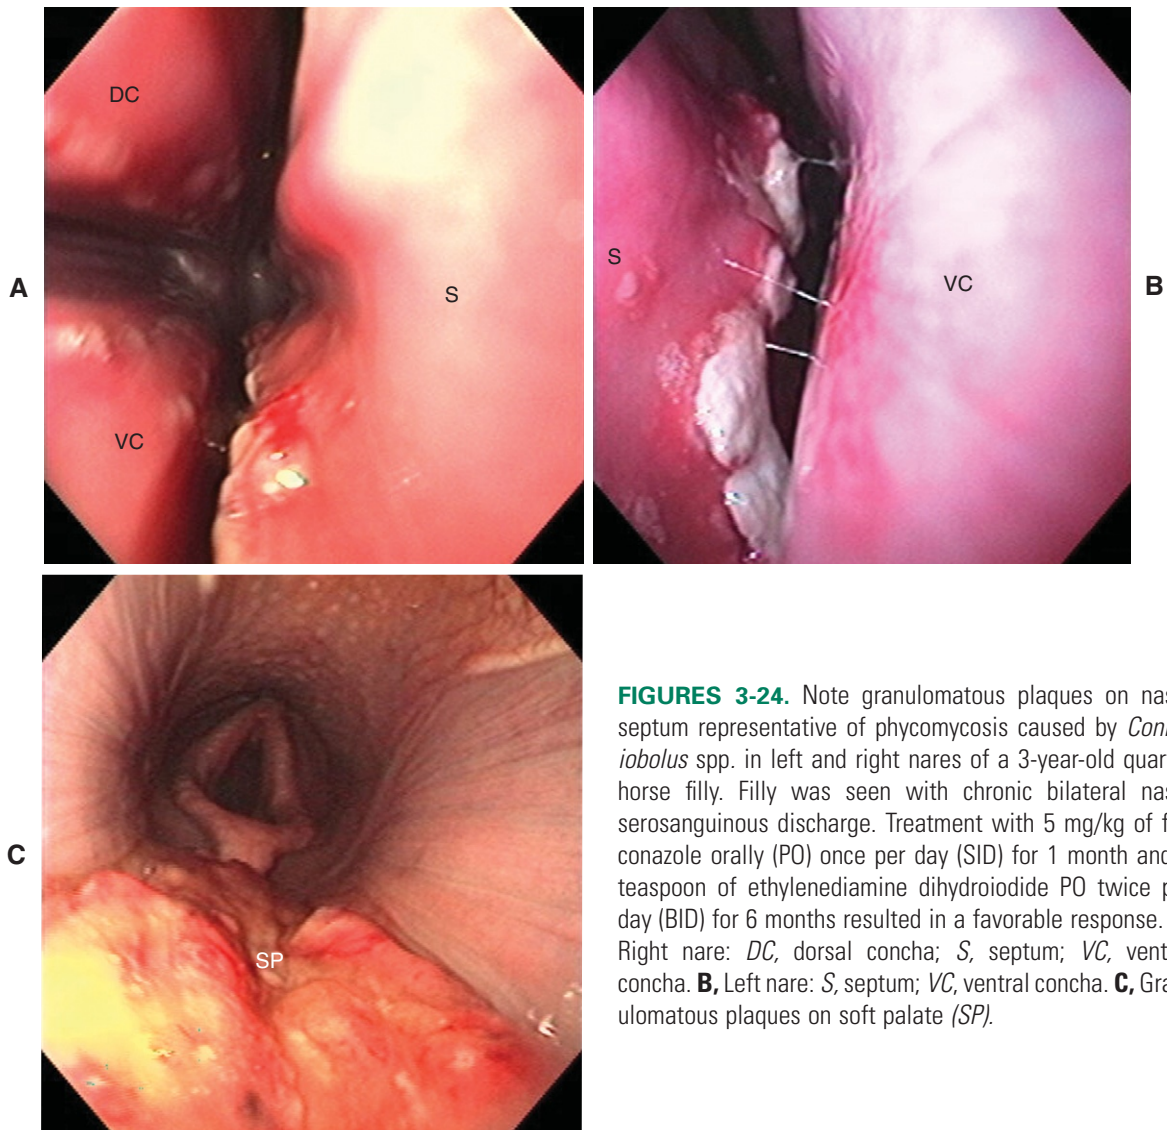 DC
S
VC
A
S
VC
B
SP
C
FIGURES 3-24. Note granulomatous plaques on nas
septum representative of phycomycosis caused by Coni
iobolus spp. in left and right nares of a 3-year-old quar
horse filly. Filly was seen with chronic bilateral nas
serosanguinous discharge. Treatment with 5 mg/kg of f
conazole orally (PO) once per day (SID) for 1 month and
teaspoon of ethylenediamine dihydroiodide PO twice p
day (BID) for 6 months resulted in a favorable response.
Right nare: DC, dorsal concha; S, septum; VC, vent
concha. B, Left nare: S, septum; VC, ventral concha. C, Gra
ulomatous plaques on soft palate (SP).